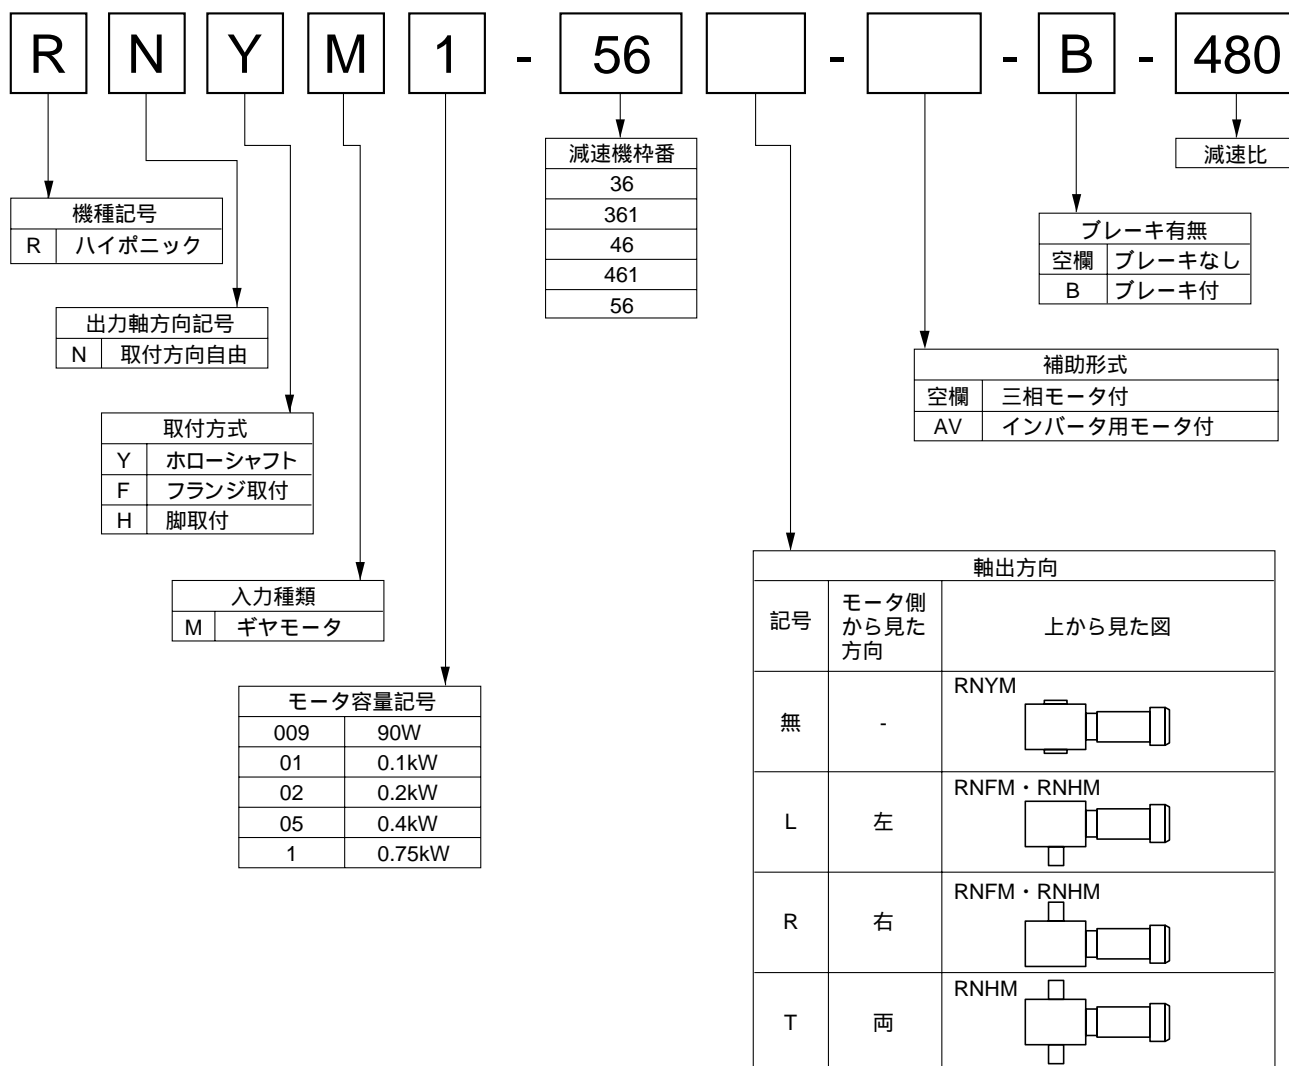 R N Y M 1 - 56 - - B - 480
減速機枠番
36
361
46
461
56
減速比
機種記号
R ハイポニック
ブレーキ有無
空欄 ブレーキなし
B ブレーキ付
出力軸方向記号
N 取付方向自由
補助形式
空欄 三相モータ付
AV インバータ用モータ付
取付方式
Y ホローシャフト
F フランジ取付
H 脚取付
入力種類
M ギヤモータ
モータ容量記号
009 90W
01 0.1kW
02 0.2kW
05 0.4kW
1 0.75kW
軸出方向
記号
モータ側
から見た
方向
上から見た図
無 - RNYM
L 左 RNFM・RNHM
R 右 RNFM・RNHM
T 両 RNHM